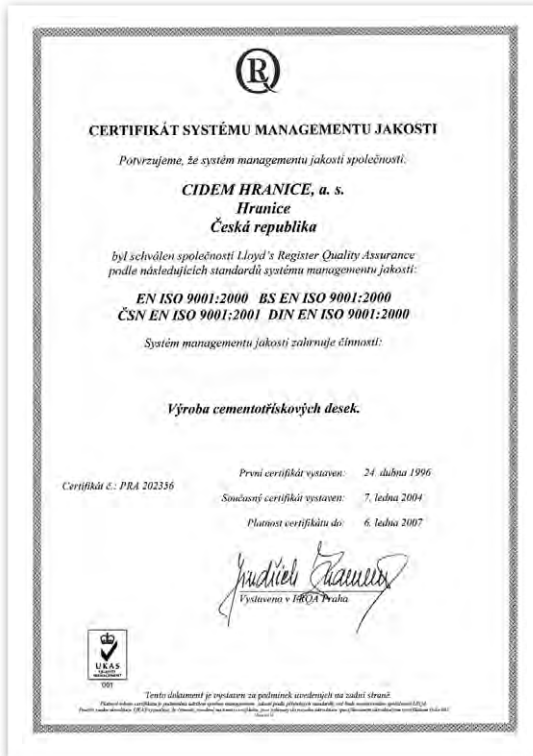 RQ
CERTIFIKÁT SYSTÉMU MANAGEMENTU JAKOSTI
Potvrzujeme, že systém managementu jakosti společnosti:
CIDEM HRANICE, a. s.
Hranice
Česká republika
byl schválen společností Lloyd's Register Quality Assurance
podle následujících standardů systému managementu jakosti:
EN ISO 9001:2000 BS EN ISO 9001:2000
ČSN EN ISO 9001:2001 DIN EN ISO 9001:2000
Systém managementu jakosti zahrnuje činnosti:
Výroba cementotřískových desek.
Certifikát č.: PRA 202336
První certifikát vystaven: 24. dubna 1996
Současný certifikát vystaven: 7. ledna 2004
Platnost certifikátu do: 6. ledna 2007
Vystaveno v LRQA Praha
UKAS
QUALITY
MANAGEMENT
001
Tento dokument je vystaven za podmínek uvedených na zadní straně.